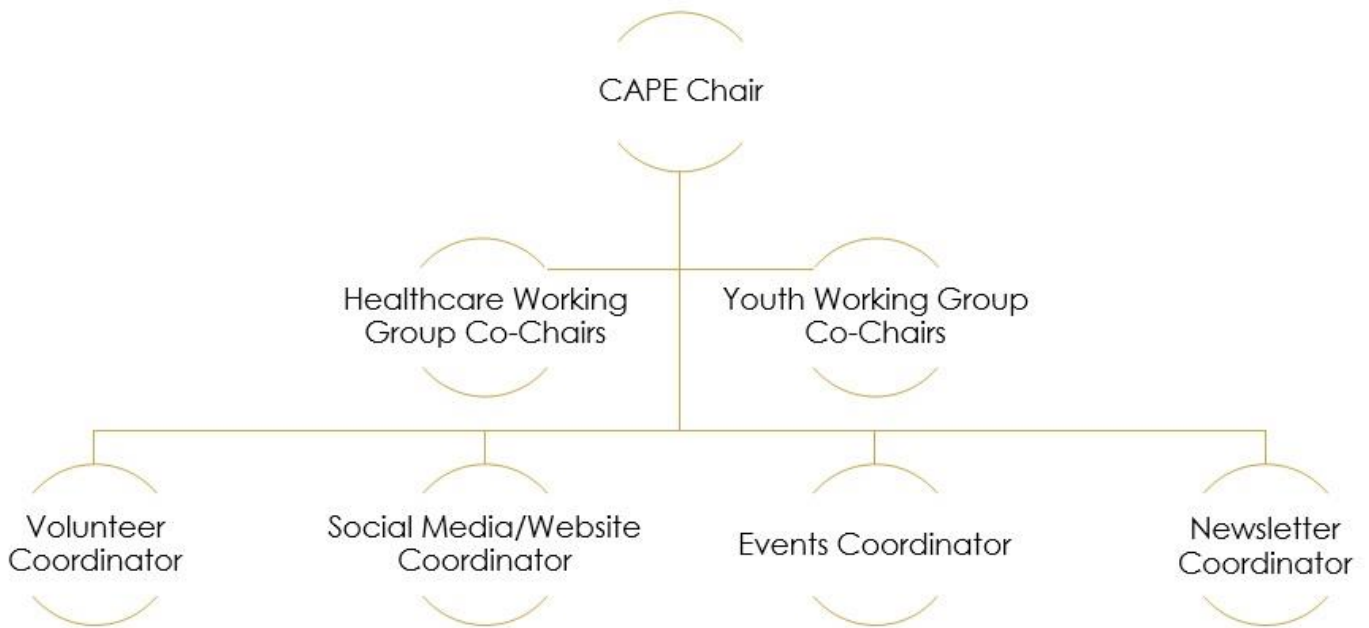 CAPE Chair
Healthcare Working
Group Co-Chairs
Youth Working Group
Co-Chairs
Volunteer
Coordinator
Social Media/Website
Coordinator
Events Coordinator
Newsletter
Coordinator